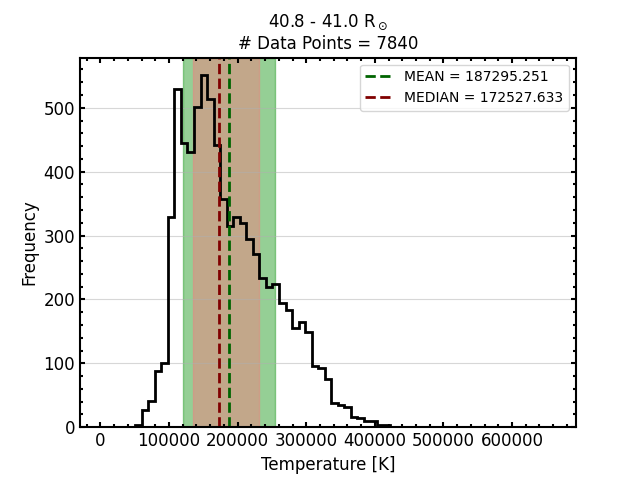 40.8 - 41.0 R⊙
# Data Points = 7840
MEAN = 187295.251
MEDIAN = 172527.633
Frequency
500
400
300
200
100
0
0 100000 200000 300000 400000 500000 600000
Temperature [K]